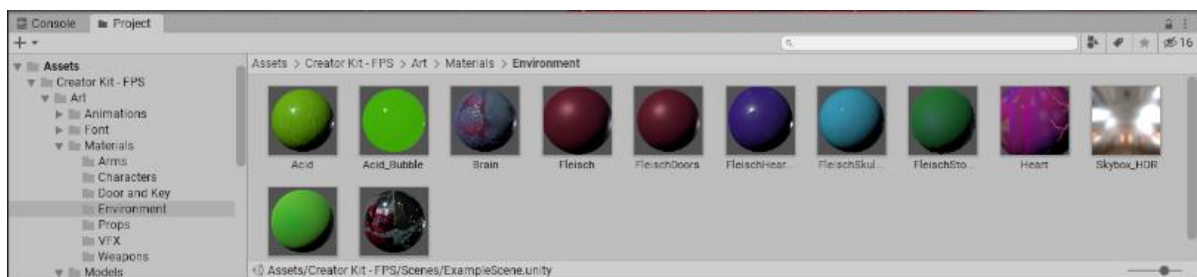 Console Project
16
Assets
Creator Kit - FPS
Art
Animations
Font
Materials
Arms
Characters
Door and Key
Environment
Props
VFX
Weapons
Models
Assets > Creator Kit - FPS > Art > Materials > Environment
Acid Acid_Bubble Brain Fleisch FleischDoors FleischHear... FleischSkul... FleischSto... Heart Skybox_HDR
Assets/Creator Kit - FPS/Scenes/ExampleScene.unity